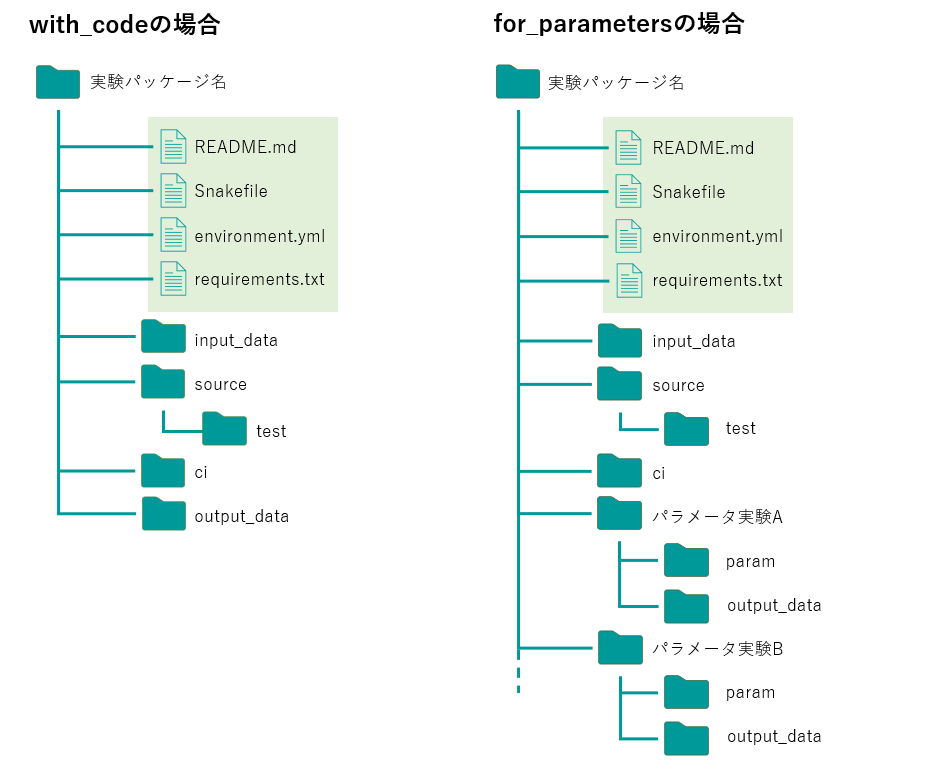 with_codeの場合
実験パッケージ名
README.md
Snakefile
environment.yml
requirements.txt
input_data
source
test
ci
output_data
for_parametersの場合
実験パッケージ名
README.md
Snakefile
environment.yml
requirements.txt
input_data
source
test
ci
パラメータ実験A
param
output_data
パラメータ実験B
param
output_data